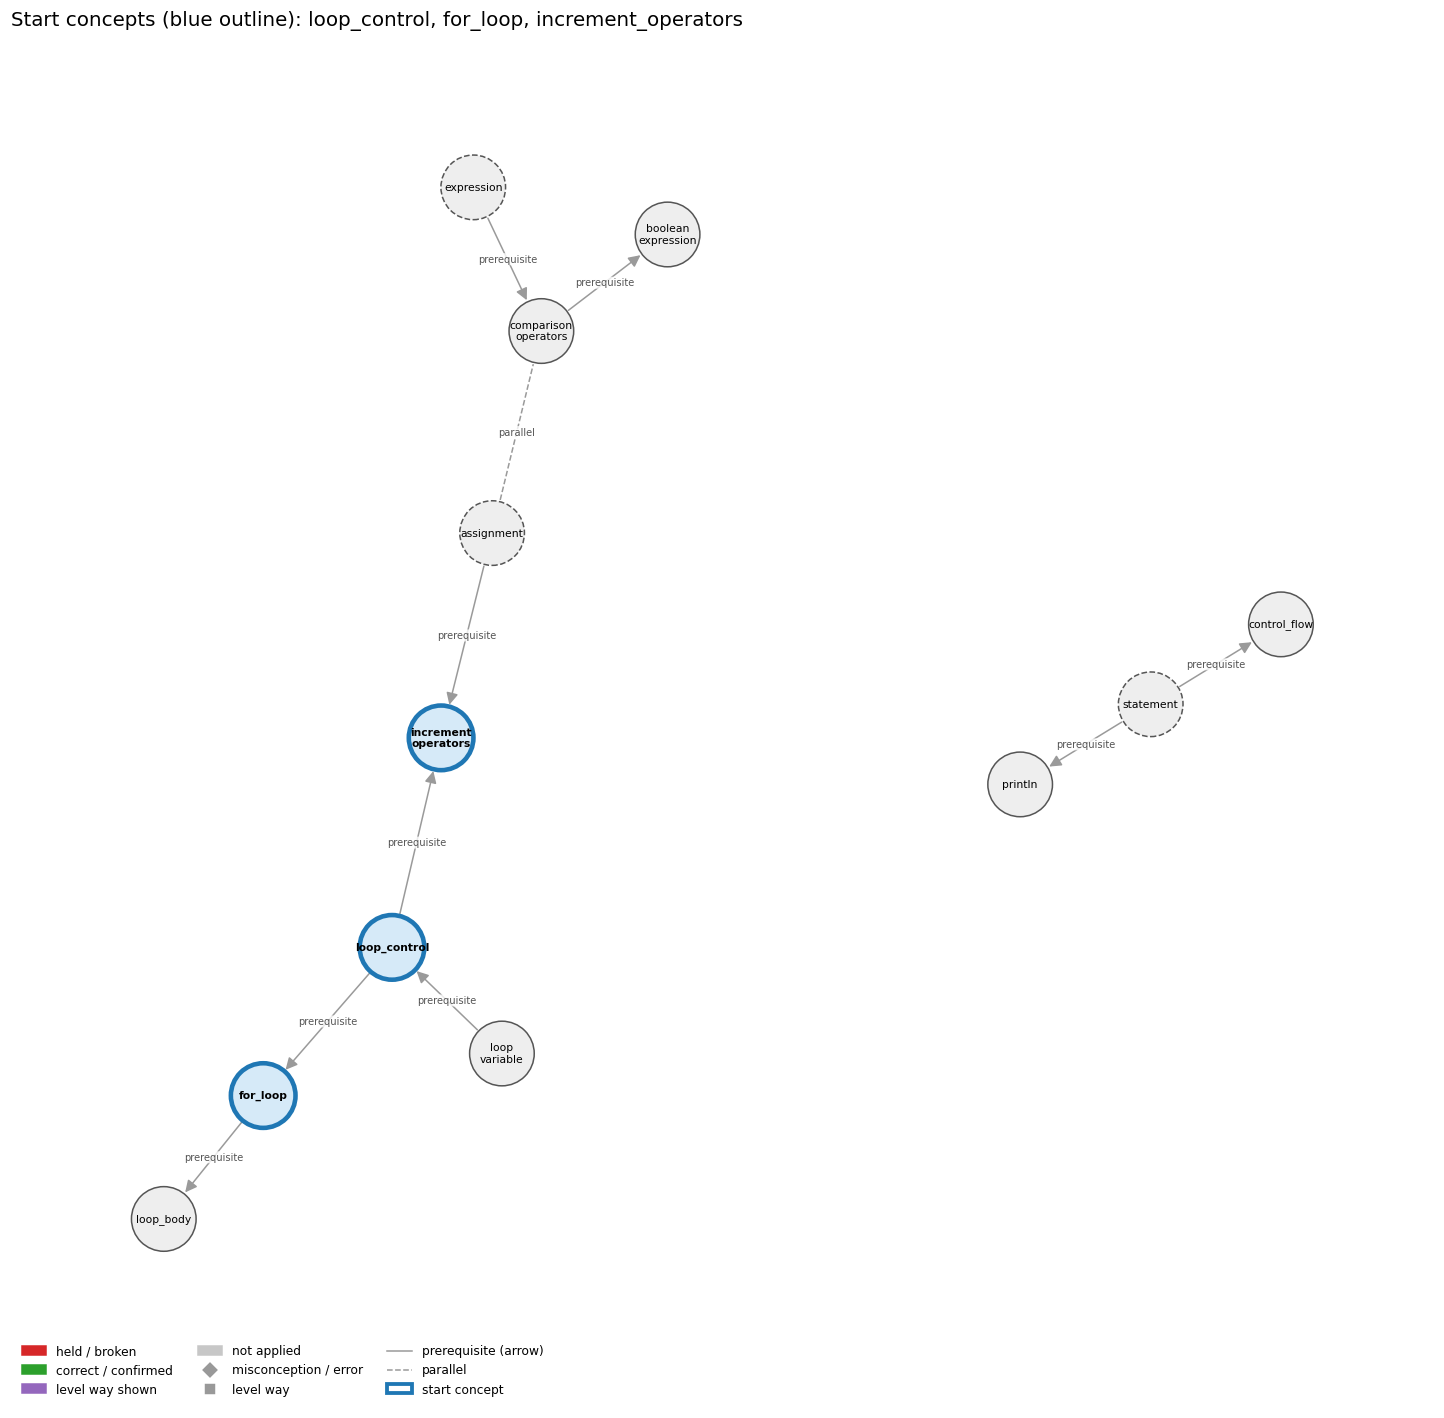 Start concepts (blue outline): loop_control, for_loop, increment_operators
expression
boolean
expression
prerequisite
prerequisite
comparison
operators
parallel
assignment
control_flow
prerequisite
prerequisite
statement
increment
operators
prerequisite
println
prerequisite
loop_control
prerequisite
prerequisite
loop
variable
for_loop
prerequisite
loop_body
held / broken
correct / confirmed
level way shown
not applied
misconception / error
level way
prerequisite (arrow)
parallel
start concept